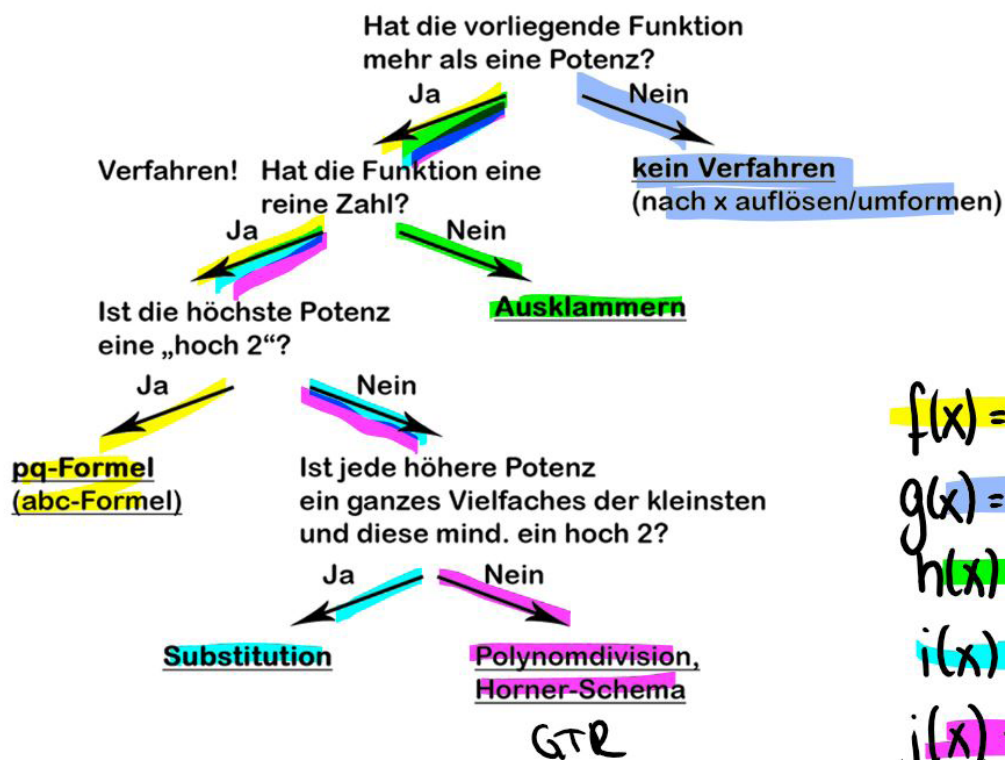 Hat die vorliegende Funktion
mehr als eine Potenz?
Ja
Nein
Verfahren!
Hat die Funktion eine
reine Zahl?
kein Verfahren
(nach x auflösen/umformen)
Ja
Nein
Ist die höchste Potenz
eine „hoch 2“?
Ausklammern
Ja
Nein
pq-Formel
(abc-Formel)
Ist jede höhere Potenz
ein ganzes Vielfaches der kleinsten
und diese mind. ein hoch 2?
Ja
Nein
Substitution
Polynomdivision,
Horner-Schema
GTR
f(x) =
g(x) =
h(x)
i(x)
j(x)